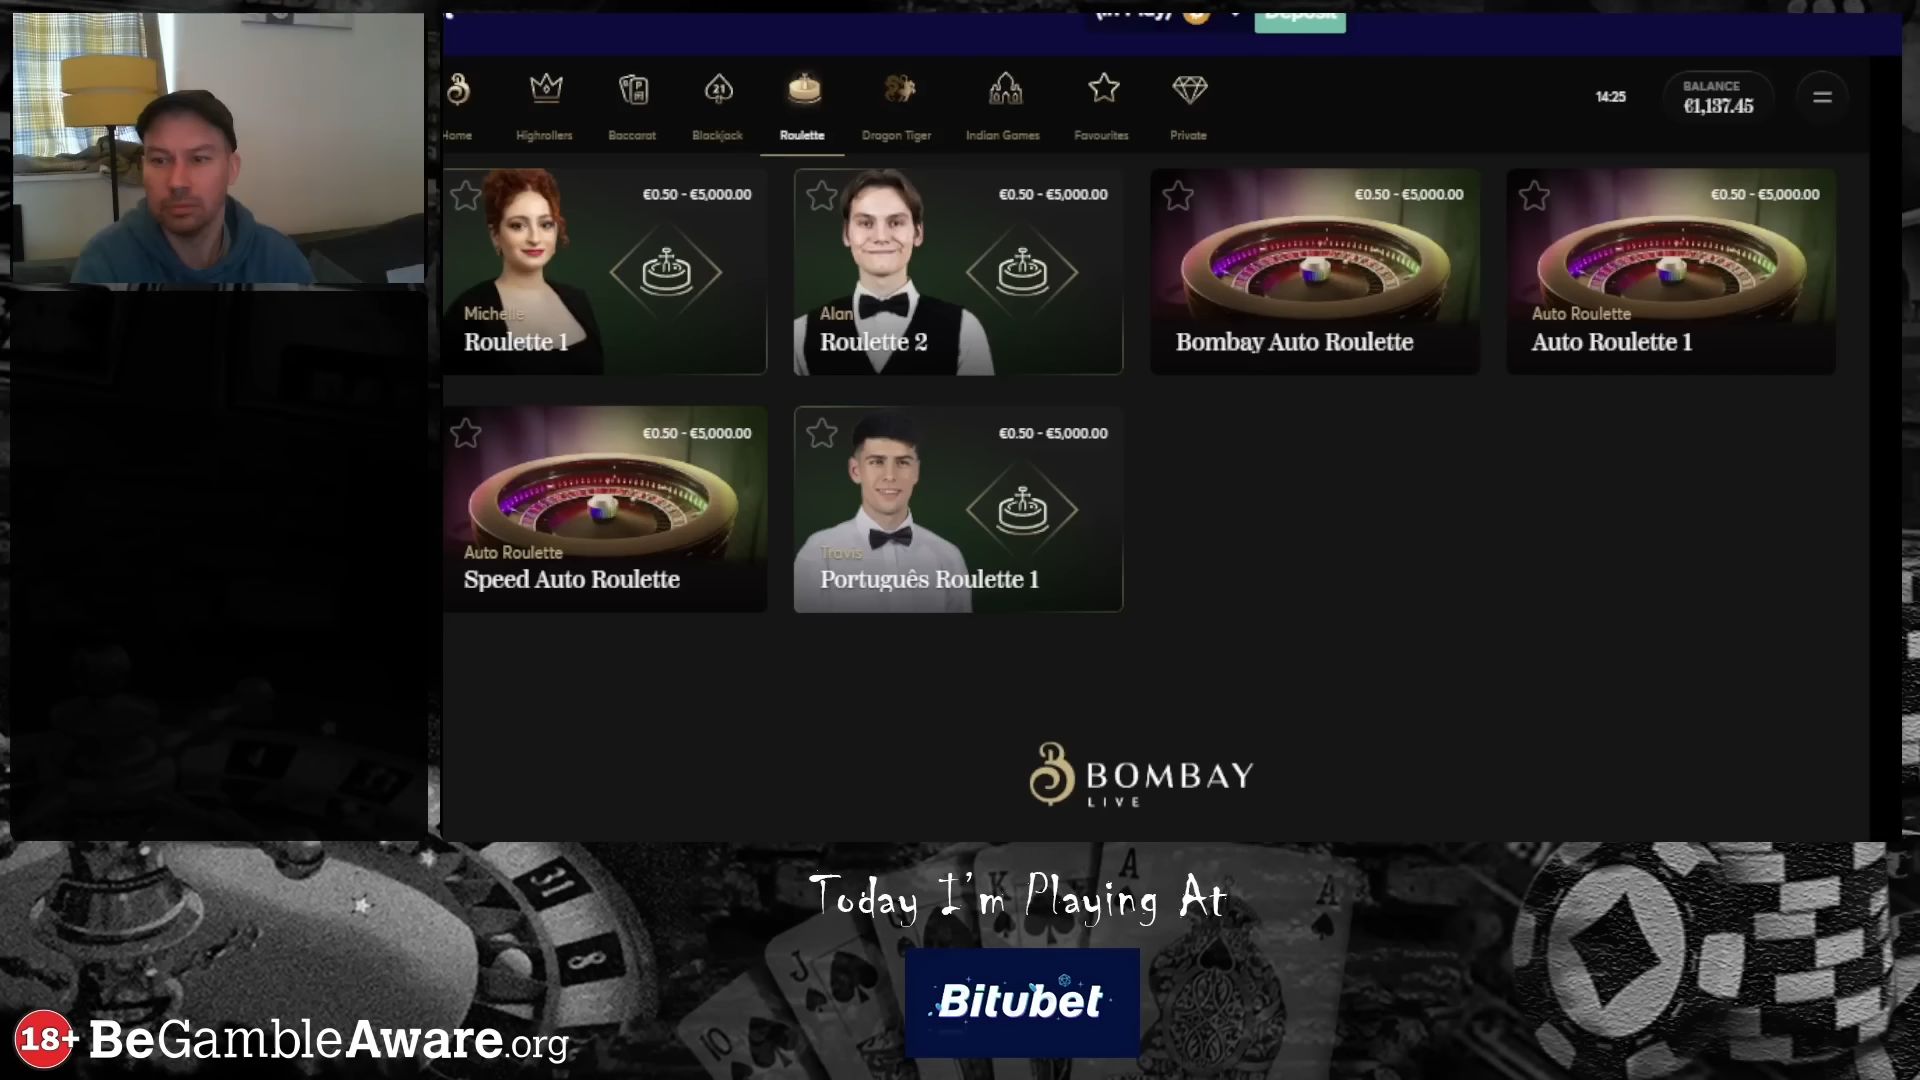 (In Play)
Deposit
Home
Highrollers
Baccarat
Blackjack
Roulette
Dragon Tiger
Indian Games
Favourites
Private
14:25
BALANCE
€1,137.45
€0.50 - €5,000.00
Michelle
Roulette 1
€0.50 - €5,000.00
Alan
Roulette 2
€0.50 - €5,000.00
Bombay Auto Roulette
€0.50 - €5,000.00
Auto Roulette
Auto Roulette 1
€0.50 - €5,000.00
Auto Roulette
Speed Auto Roulette
€0.50 - €5,000.00
Travis
Português Roulette 1
BOMBAY
LIVE
Today I'm Playing At
Bitubet
18+ BeGambleAware.org